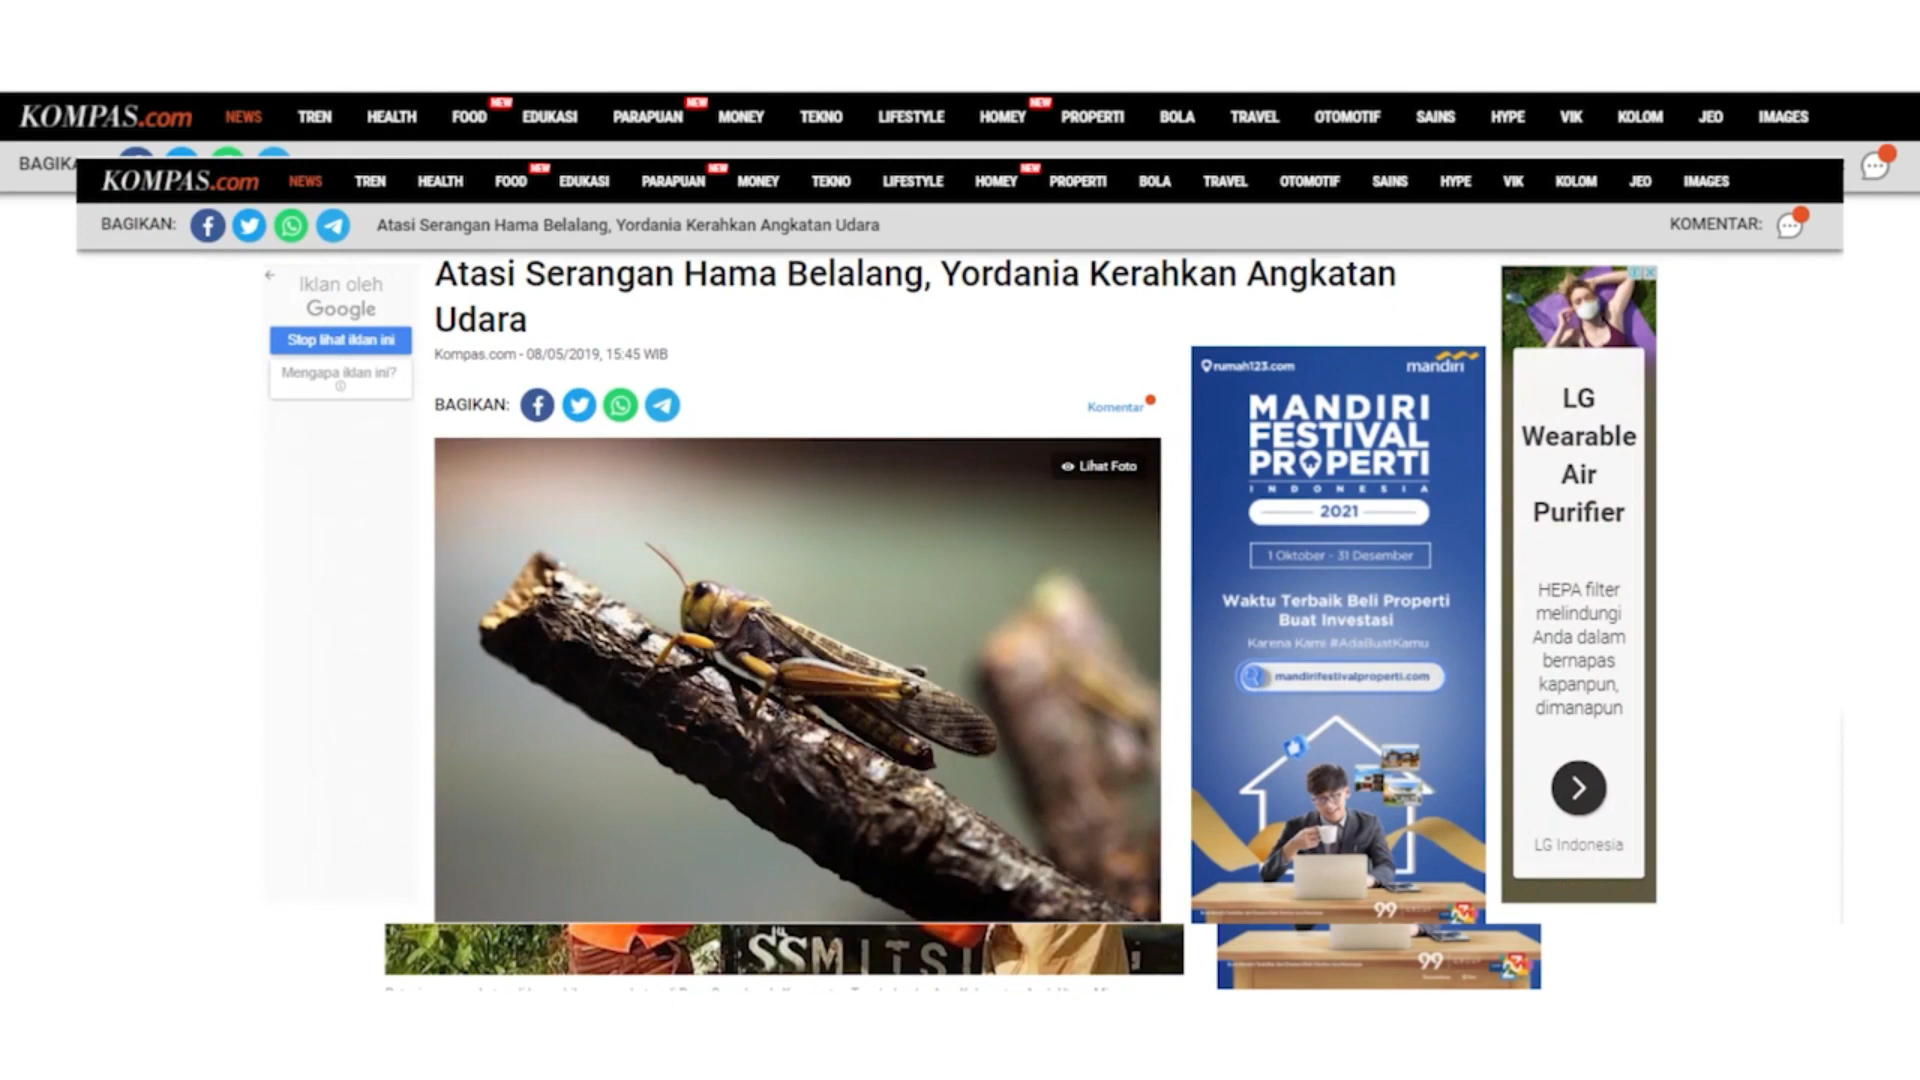 KOMPAS.com NEWS TREN HEALTH FOOD NEW EDUKASI PARAPUAN NEW MONEY TEKNO LIFESTYLE HOMEY NEW PROPERTI BOLA TRAVEL OTOMOTIF SAINS HYPE VIK KOLOM JEO IMAGES
KOMPAS.com NEWS TREN HEALTH FOOD NEW EDUKASI PARAPUAN NEW MONEY TEKNO LIFESTYLE HOMEY NEW PROPERTI BOLA TRAVEL OTOMOTIF SAINS HYPE VIK KOLOM JEO IMAGES
BAGIKAN: Atasi Serangan Hama Belalang, Yordania Kerahkan Angkatan Udara KOMENTAR:
Iklan oleh
Google
Stop lihat iklan ini
Mengapa iklan ini?
Atasi Serangan Hama Belalang, Yordania Kerahkan Angkatan
Udara
Kompas.com - 08/05/2019, 15:45 WIB
BAGIKAN:
Komentar
Lihat Foto
rumah123.com mandiri
MANDIRI
FESTIVAL
PROPERTI
INDONESIA
2021
1 Oktober - 31 Desember
Waktu Terbaik Beli Properti
Buat Investasi
Karena Kami #AdaBuatKamu
mandirifestivalproperti.com
99
LG
Wearable
Air
Purifier
HEPA filter
melindungi
Anda dalam
bernapas
kapanpun,
dimanapun
LG Indonesia
99